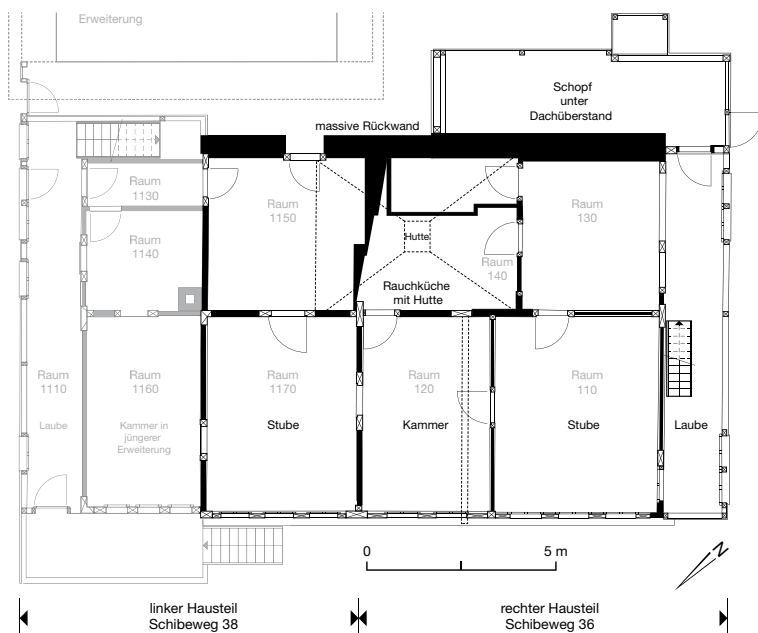 Erweiterung
Schopf
unter
Dachüberstand
massive Rückwand
Raum
1130
Raum
1150
Raum
130
Raum
1140
Hutte
Raum
140
Rauchküche
mit Hutte
Raum
1110
Raum
1160
Raum
1170
Raum
120
Raum
110
Laube
Kammer in
jüngerer
Erweiterung
Stube
Kammer
Stube
Laube
0
5 m
N
linker Hausteil
Schibeweg 38
rechter Hausteil
Schibeweg 36